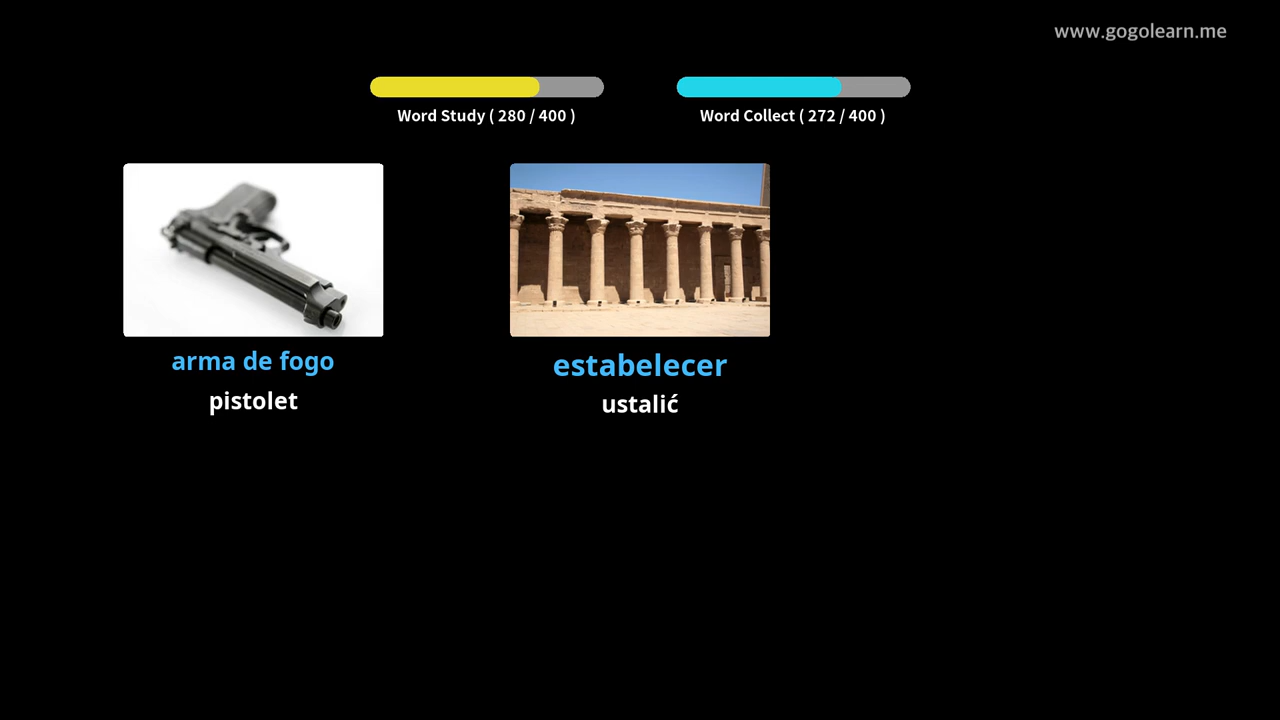 www.gogolearn.me
Word Study ( 280 / 400 )
Word Collect ( 272 / 400 )
arma de fogo
pistolet
estabelecer
ustalić